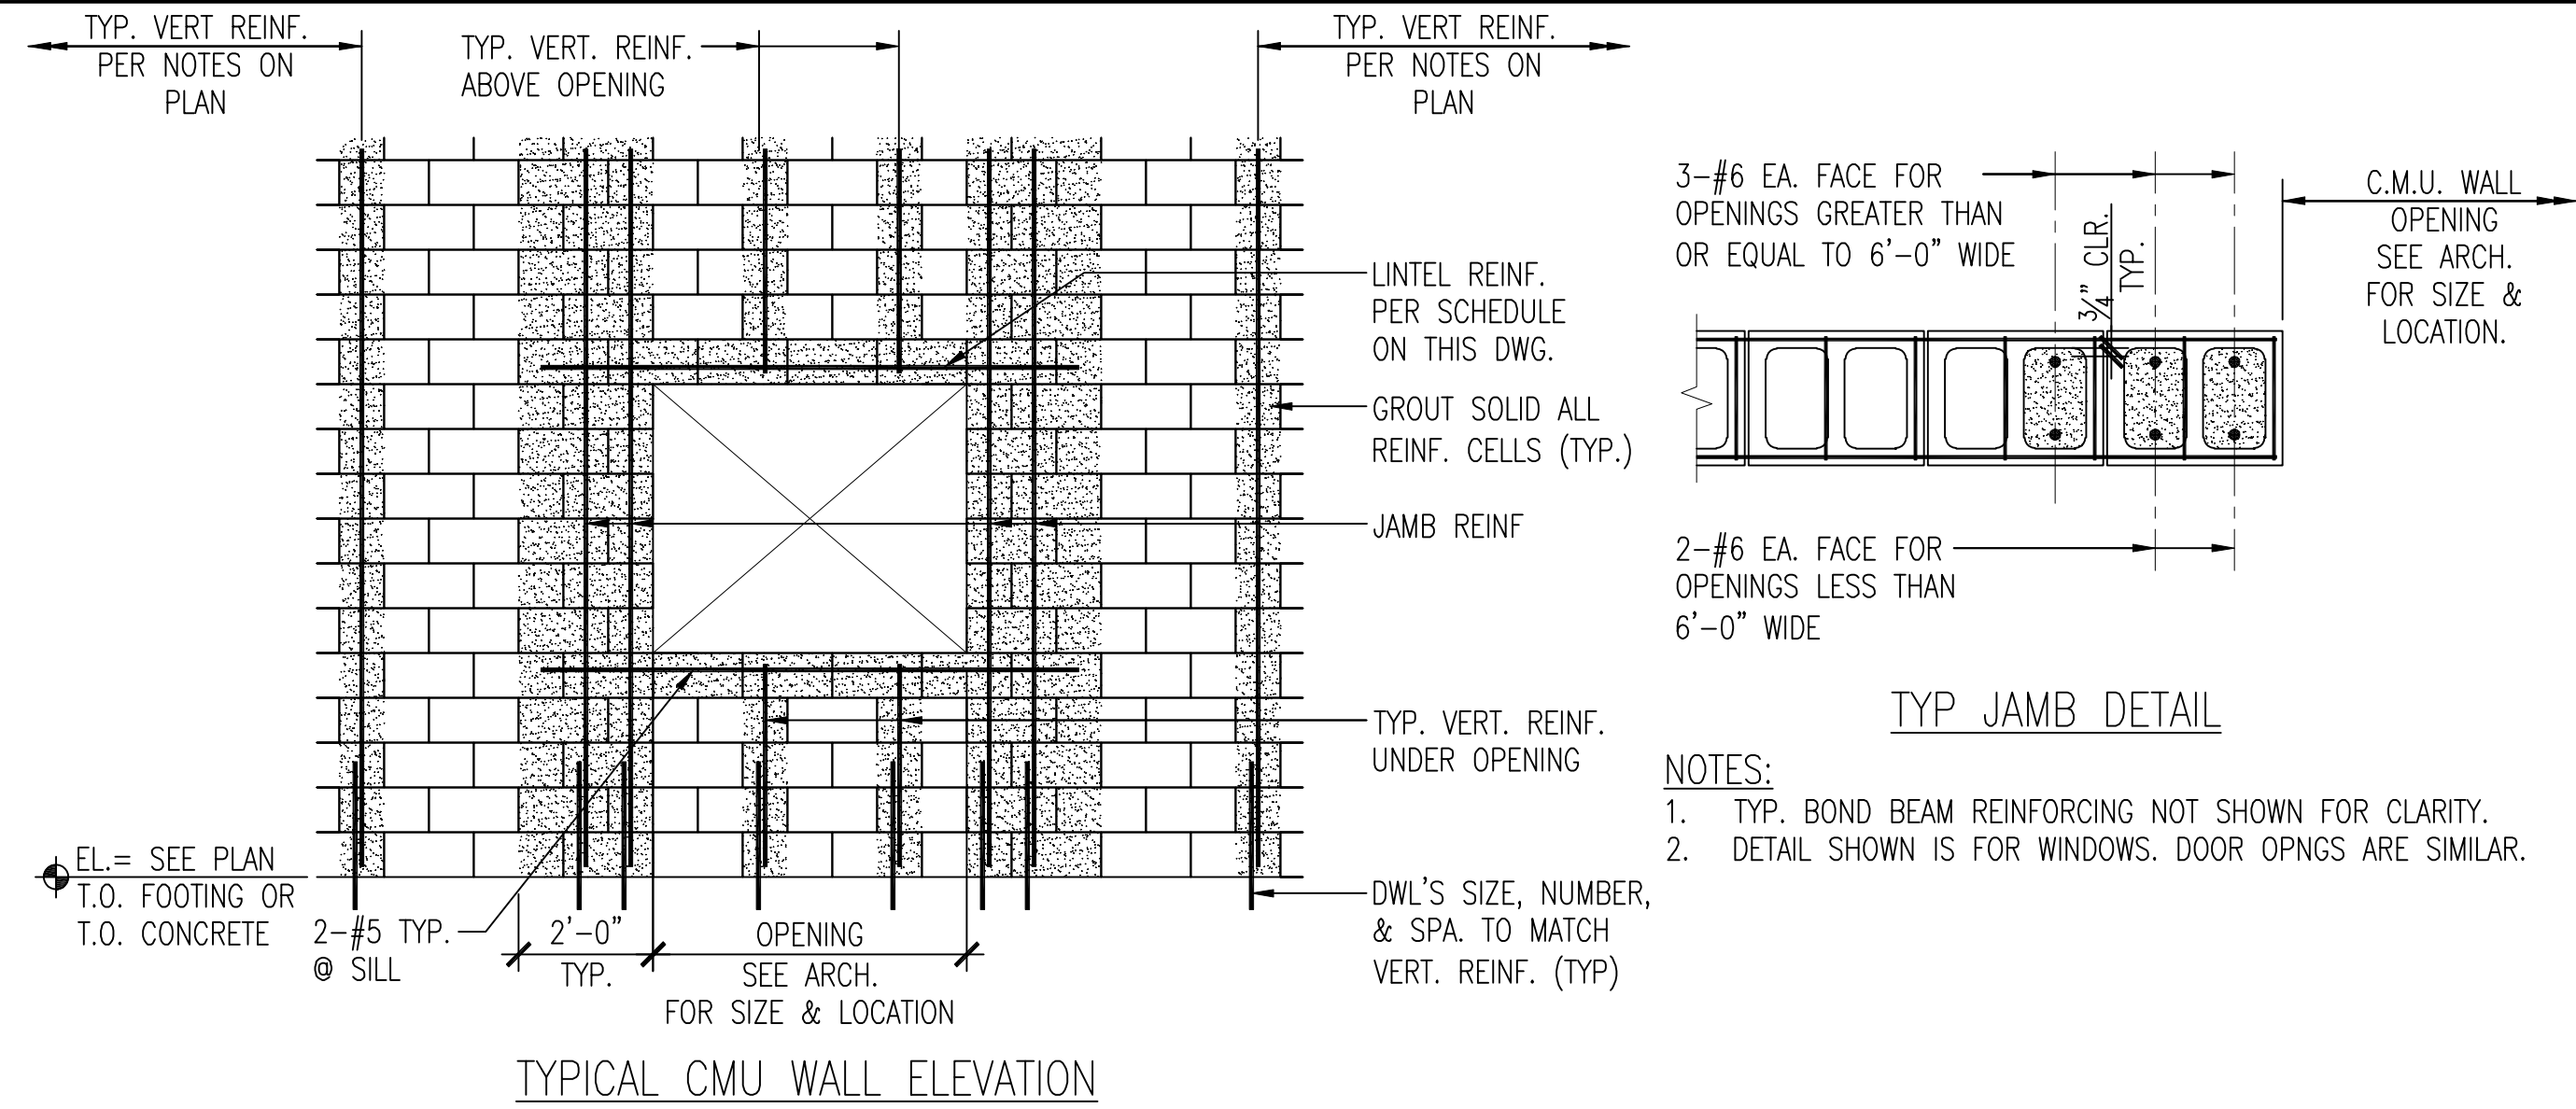 TYP. VERT REINF.
PER NOTES ON
PLAN
TYP. VERT. REINF.
ABOVE OPENING
TYP. VERT REINF.
PER NOTES ON
PLAN
LINTEL REINF.
PER SCHEDULE
ON THIS DWG.
GROUT SOLID ALL
REINF. CELLS (TYP.)
JAMB REINF
TYP. VERT. REINF.
UNDER OPENING
DWL'S SIZE, NUMBER,
& SPA. TO MATCH
VERT. REINF. (TYP)
EL.= SEE PLAN
T.O. FOOTING OR
T.O. CONCRETE
2-#5 TYP.
@ SILL
2'-0"
TYP.
OPENING
SEE ARCH.
FOR SIZE & LOCATION
TYPICAL CMU WALL ELEVATION
3-#6 EA. FACE FOR
OPENINGS GREATER THAN
OR EQUAL TO 6'-0" WIDE
3/4" CLR.
TYP.
C.M.U. WALL
OPENING
SEE ARCH.
FOR SIZE &
LOCATION.
2-#6 EA. FACE FOR
OPENINGS LESS THAN
6'-0" WIDE
TYP JAMB DETAIL
NOTES:
1. TYP. BOND BEAM REINFORCING NOT SHOWN FOR CLARITY.
2. DETAIL SHOWN IS FOR WINDOWS. DOOR OPNGS ARE SIMILAR.